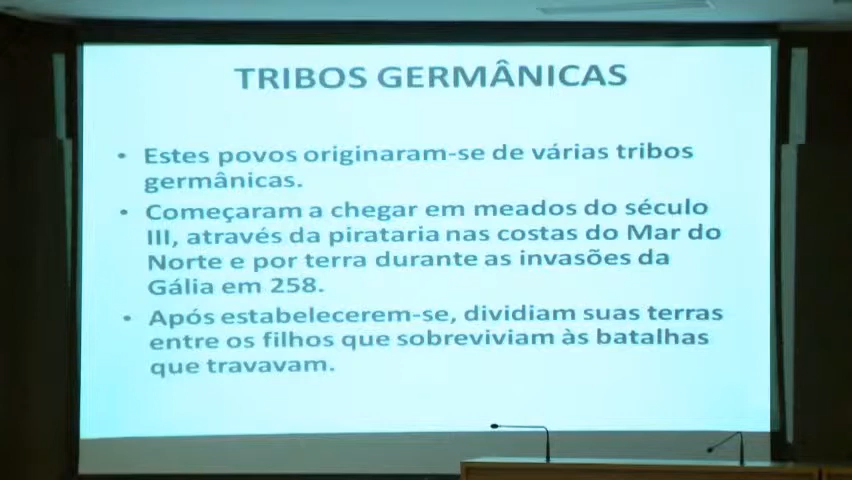 TRIBOS GERMÂNICAS
• Estes povos originaram-se de várias tribos
germânicas.
• Começaram a chegar em meados do século
III, através da pirataria nas costas do Mar do
Norte e por terra durante as invasões da
Gália em 258.
• Após estabelecerem-se, dividiam suas terras
entre os filhos que sobreviviam às batalhas
que travavam.